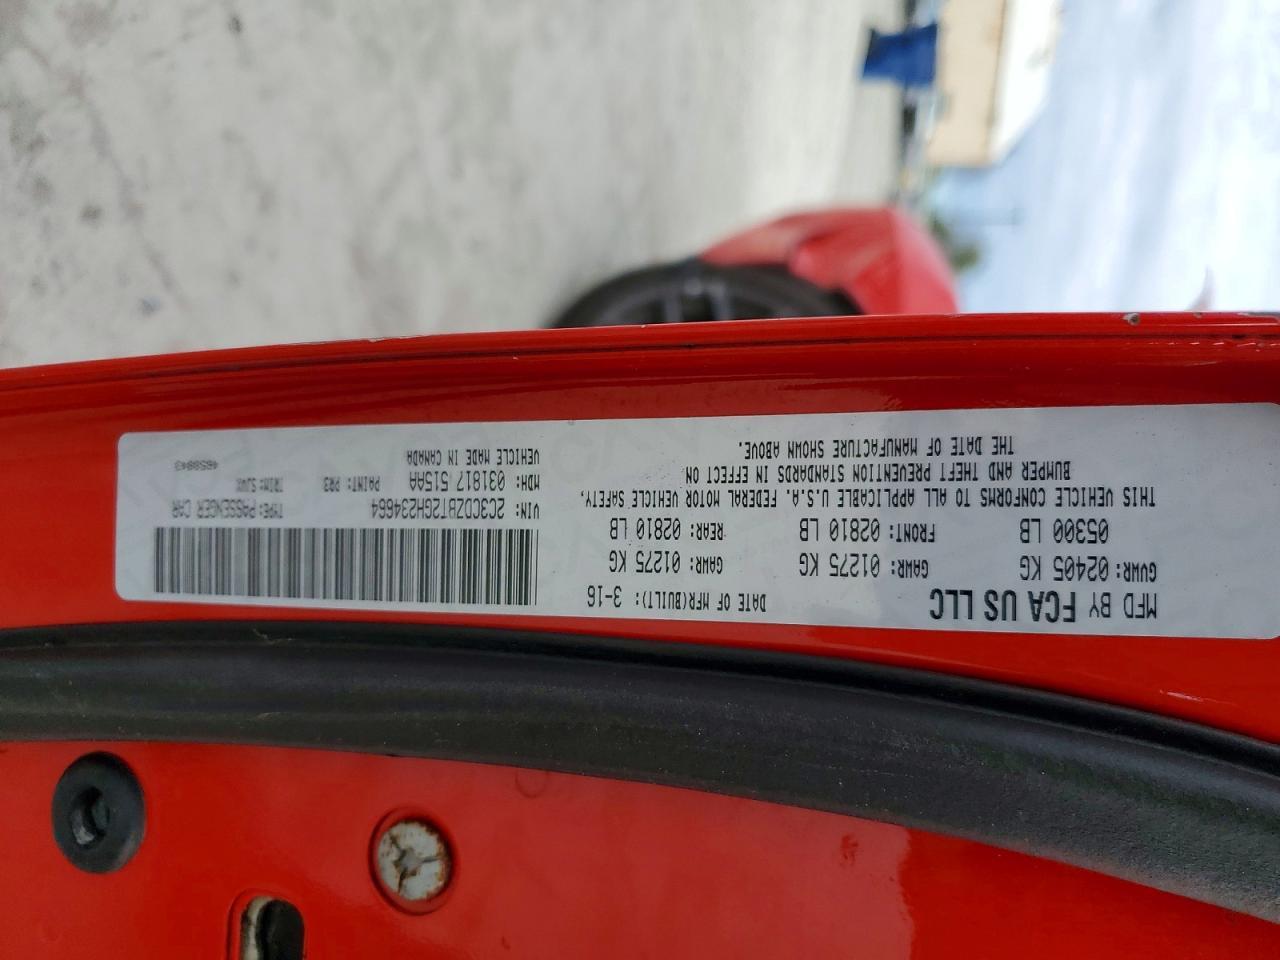 MFD BY FCA US LLC DATE OF MFR(BUILT): 3-16
GVWR: 02405 KG GAWR: 01275 KG GAWR: 01275 KG
05300 LB FRONT: 02810 LB REAR: 02810 LB
THIS VEHICLE CONFORMS TO ALL APPLICABLE U.S.A. FEDERAL MOTOR VEHICLE SAFETY,
BUMPER AND THEFT PREVENTION STANDARDS IN EFFECT ON
THE DATE OF MANUFACTURE SHOWN ABOVE.
VIN: 2C3CDZBT2GH234664 TYPE: PASSENGER CAR
MDH: 031817 515AA PAINT: PR3 TRIM: SJVX
VEHICLE MADE IN CANADA 4658843